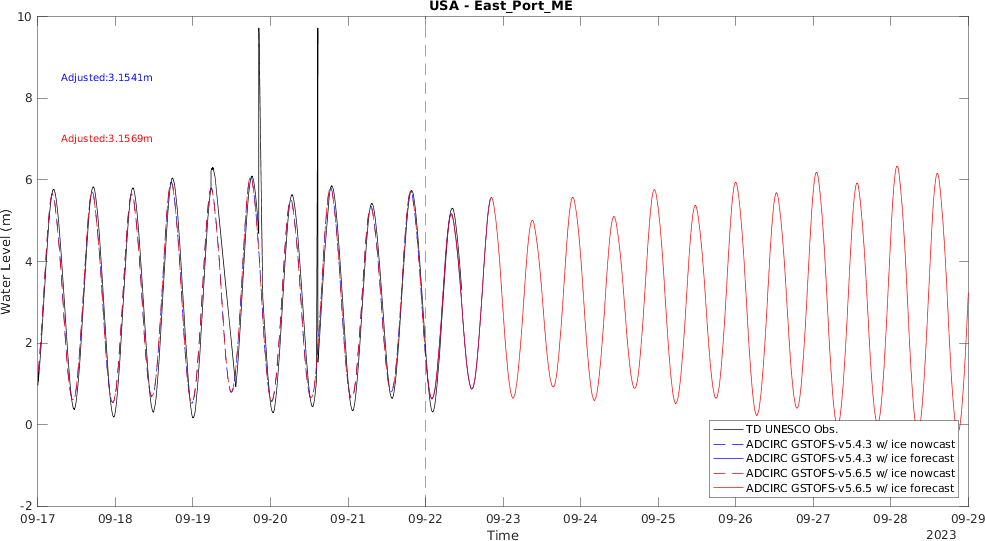 USA - East_Port_ME
10
8
6
4
2
0
-2
Water Level (m)
Adjusted:3.1541m
Adjusted:3.1569m
TD UNESCO Obs.
ADCIRC GSTOFS-v5.4.3 w/ ice nowcast
ADCIRC GSTOFS-v5.4.3 w/ ice forecast
ADCIRC GSTOFS-v5.6.5 w/ ice nowcast
ADCIRC GSTOFS-v5.6.5 w/ ice forecast
09-17 09-18 09-19 09-20 09-21 09-22 09-23 09-24 09-25 09-26 09-27 09-28 09-29
Time
2023